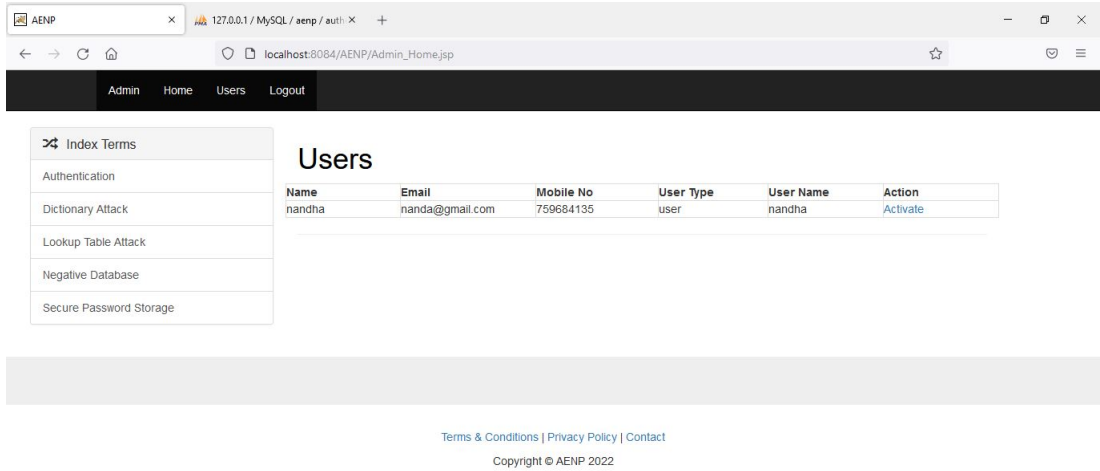 AENP
127.0.0.1 / MySQL / aenp / auth
localhost:8084/AENP/Admin_Home.jsp
Admin Home Users Logout
Index Terms
Authentication
Dictionary Attack
Lookup Table Attack
Negative Database
Secure Password Storage
Users
Name Email Mobile No User Type User Name Action
nandha nanda@gmail.com 759684135 user nandha Activate
Terms & Conditions | Privacy Policy | Contact
Copyright © AENP 2022